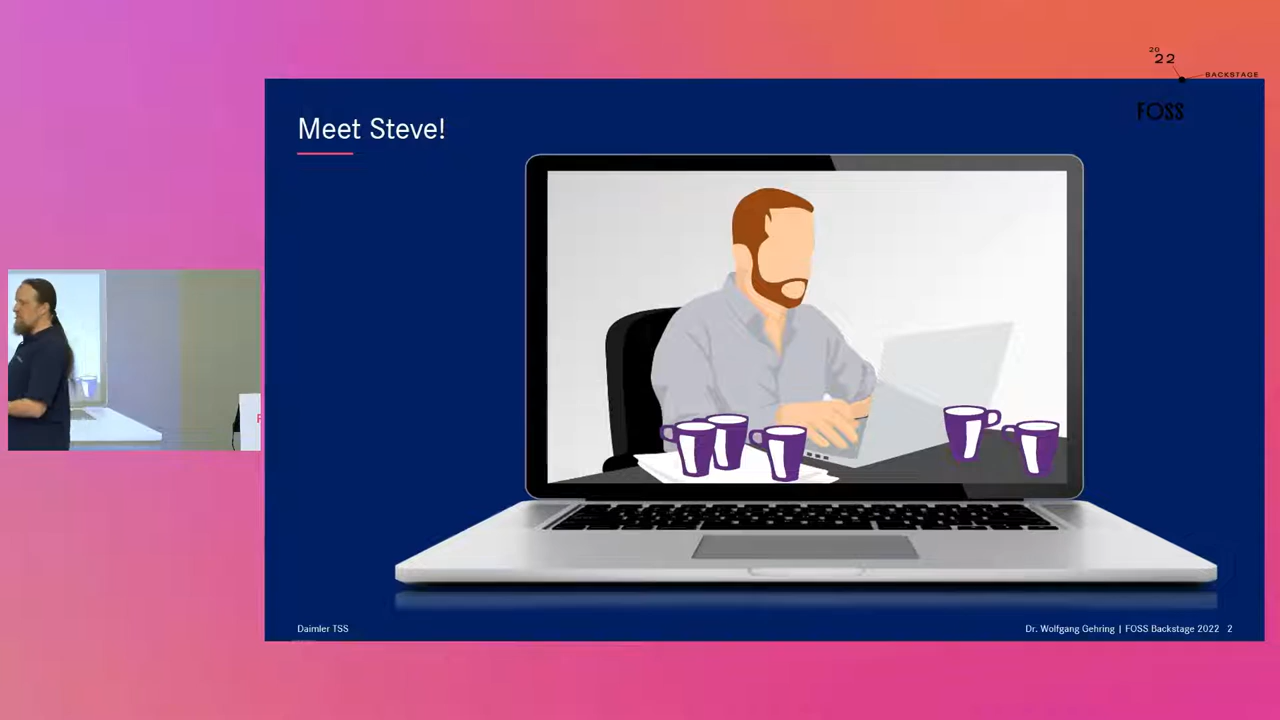 20
22
BACKSTAGE
FOSS
Meet Steve!
Daimler TSS
Dr. Wolfgang Gehring | FOSS Backstage 2022 2